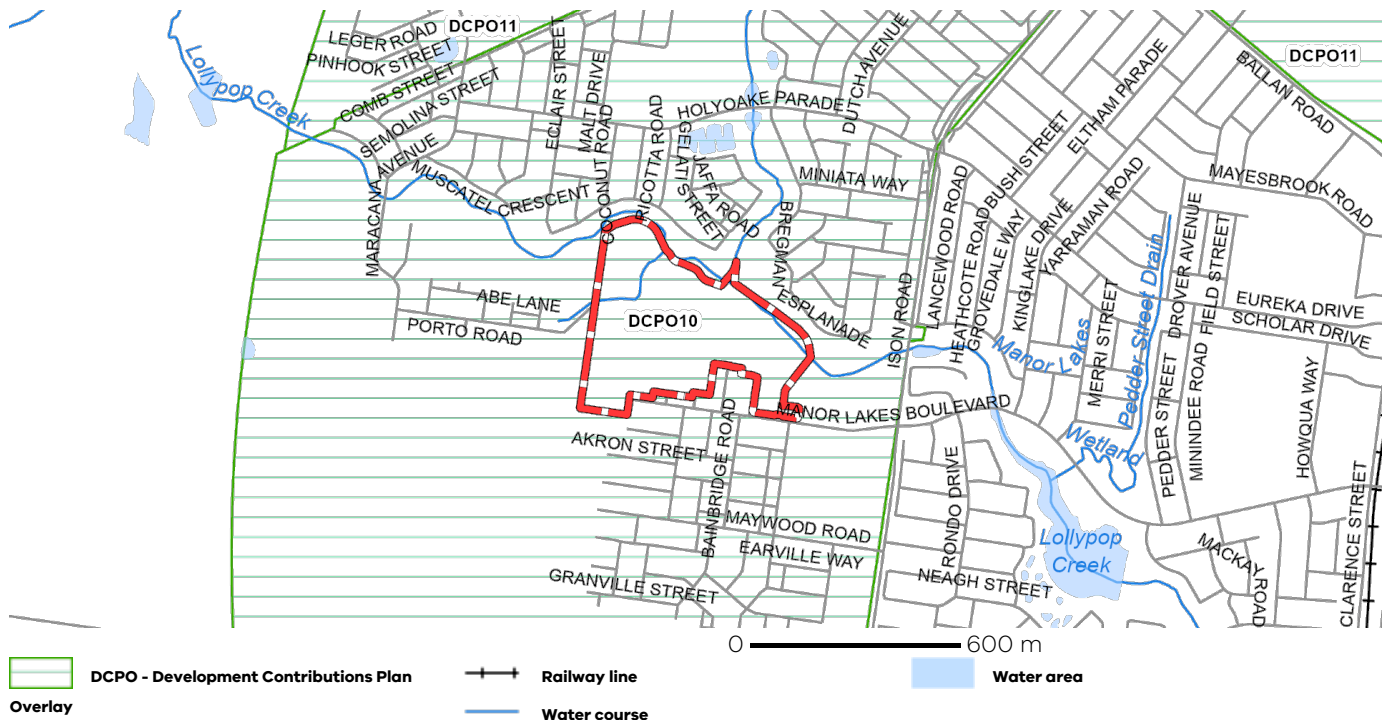 DCPO11
LEGER ROAD
PINHOOK STREET
COMB STREET
SEMOLINA STREET
Lollypop Creek
ECLAIR STREET
MALT DRIVE
COCONUT ROAD
RICOTTA ROAD
GELATI STREET
JAFFA ROAD
HOLYOAKE PARADE
DUTCH AVENUE
MINIATA WAY
BREGMAN
ESPLANADE
MARACANA AVENUE
MUSCATEL CRESCENT
ABE LANE
PORTO ROAD
DCPO10
DCPO11
BALLAN ROAD
ELTHAM PARADE
BUSH STREET
YARRAMAN ROAD
MAYESBROOK ROAD
LANCEWOOD ROAD
HEATHCOTE ROAD
GROVEDALE WAY
KINGLAKE DRIVE
ISON ROAD
Manor Lakes
MERRI STREET
Pedder Street Drain
DROVER AVENUE
FIELD STREET
EUREKA DRIVE
SCHOLAR DRIVE
PEDDER STREET
MININDEE ROAD
HOWQUA WAY
CLARENCE STREET
Wetland
MANOR LAKES BOULEVARD
AKRON STREET
BAINBRIDGE ROAD
MAYWOOD ROAD
EARVILLE WAY
GRANVILLE STREET
RONDO DRIVE
NEAGH STREET
Lollypop
Creek
MACKAY ROAD
0 600 m
DCPO - Development Contributions Plan
Overlay
Railway line
Water course
Water area